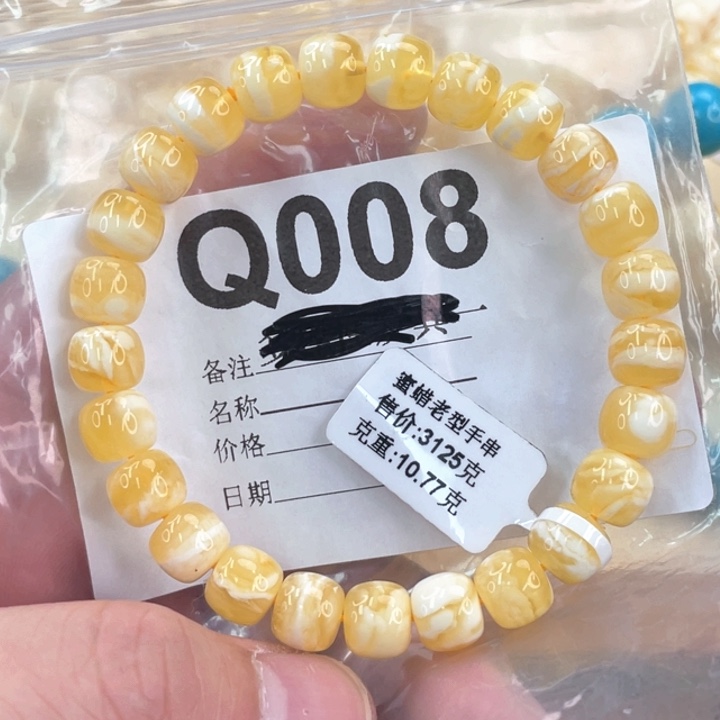 Q008
备注
名称
价格
日期
蜜蜡老型手串
售价:3125克
克重:10.77克